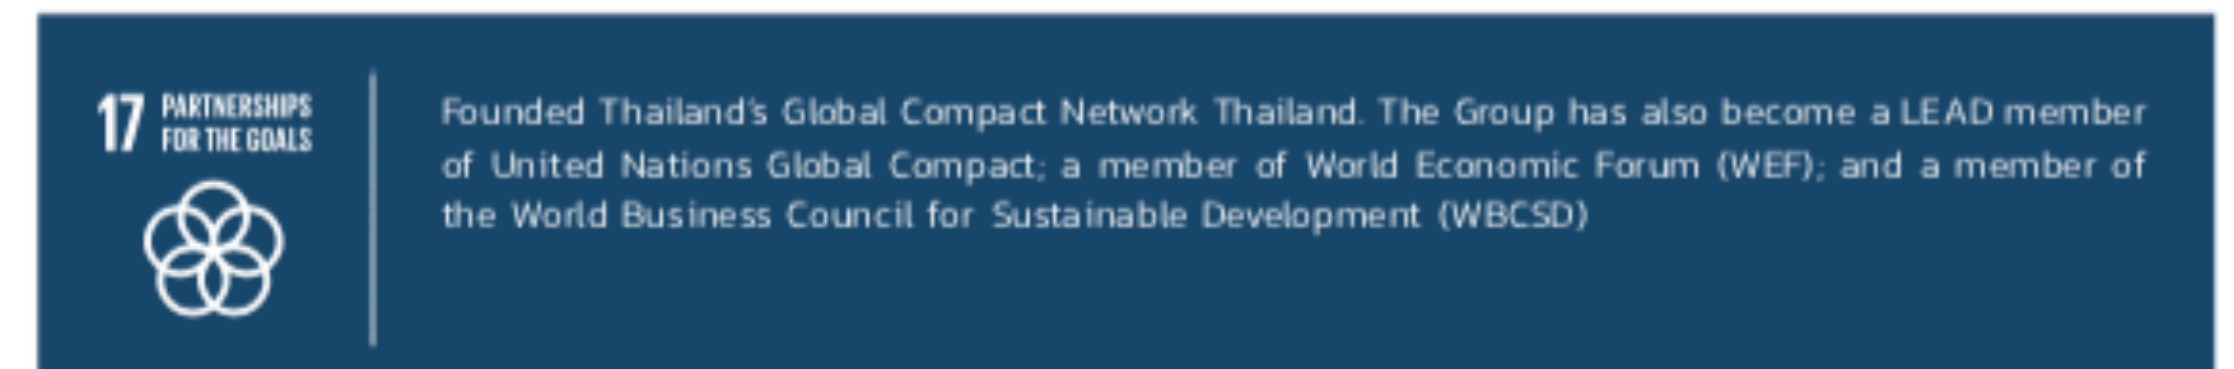 17 PARTNERSHIPS
FOR THE GOALS
Founded Thailand's Global Compact Network Thailand. The Group has also become a LEAD member
of United Nations Global Compact; a member of World Economic Forum (WEF); and a member of
the World Business Council for Sustainable Development (WBCSD)